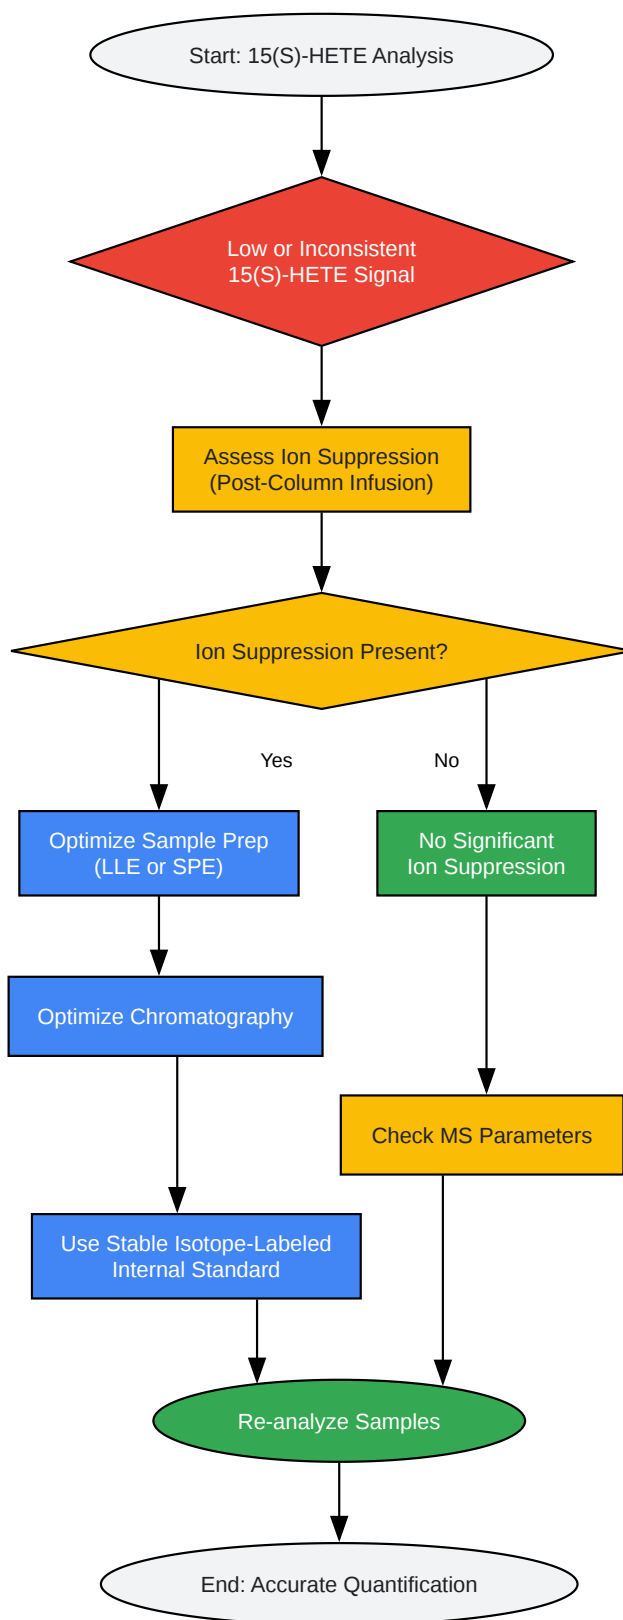 Start: 15(S)-HETE Analysis
Low or Inconsistent
15(S)-HETE Signal
Assess Ion Suppression
(Post-Column Infusion)
Ion Suppression Present?
Yes
No
Optimize Sample Prep
(LLE or SPE)
No Significant
Ion Suppression
Optimize Chromatography
Check MS Parameters
Use Stable Isotope-Labeled
Internal Standard
Re-analyze Samples
End: Accurate Quantification